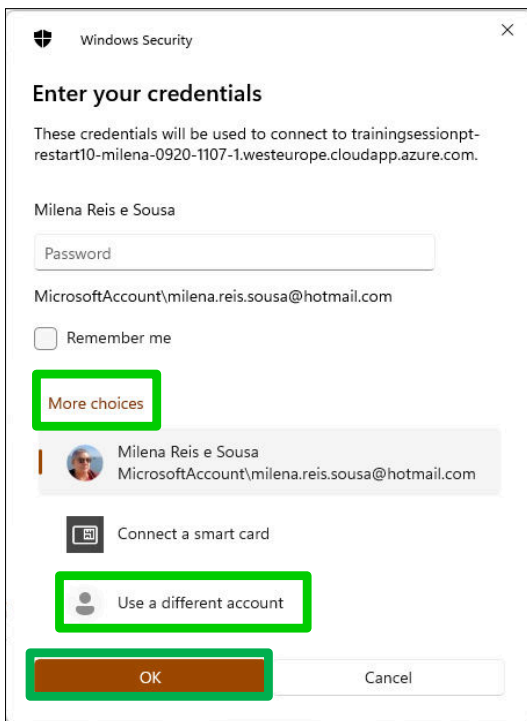 Windows Security
Enter your credentials
These credentials will be used to connect to trainingsessionpt-
restart10-milena-0920-1107-1.westeurope.cloudapp.azure.com.
Milena Reis e Sousa
Password
MicrosoftAccount\milena.reis.sousa@hotmail.com
Remember me
More choices
Milena Reis e Sousa
MicrosoftAccount\milena.reis.sousa@hotmail.com
Connect a smart card
Use a different account
OK
Cancel